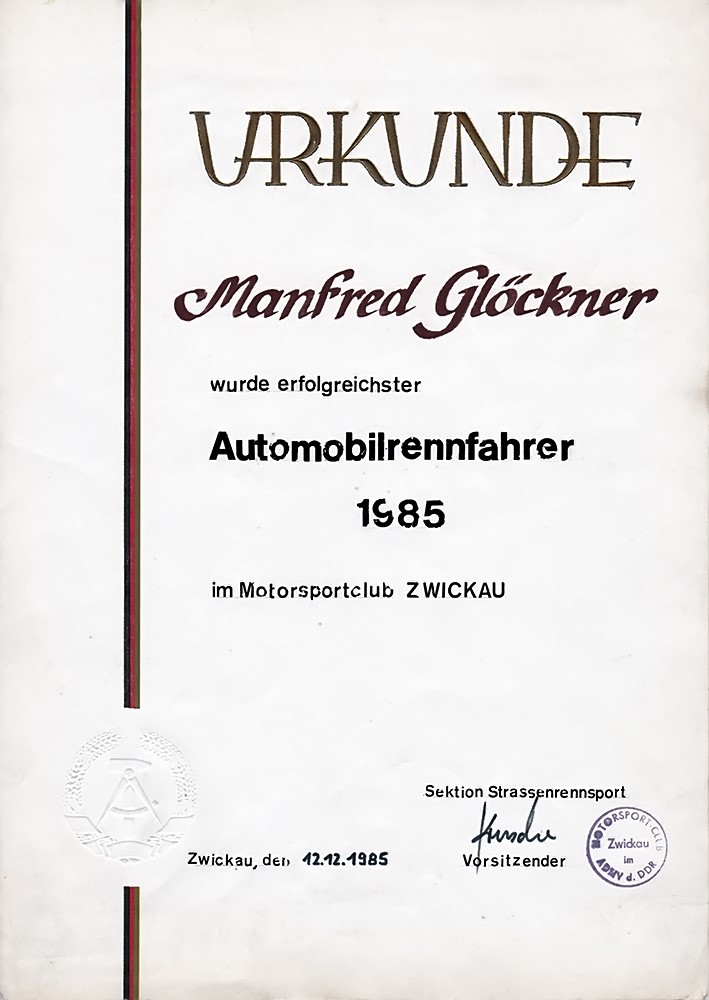 URKUNDE
Manfred Glöckner
wurde erfolgreichster
Automobilrennfahrer
1985
im Motorsportclub ZWICKAU
Sektion Strassenrennsport
Zwickau, den 12.12.1985
Vorsitzender
MOTORSPORT-CLUB
Zwickau
im
ADMV d. DDR